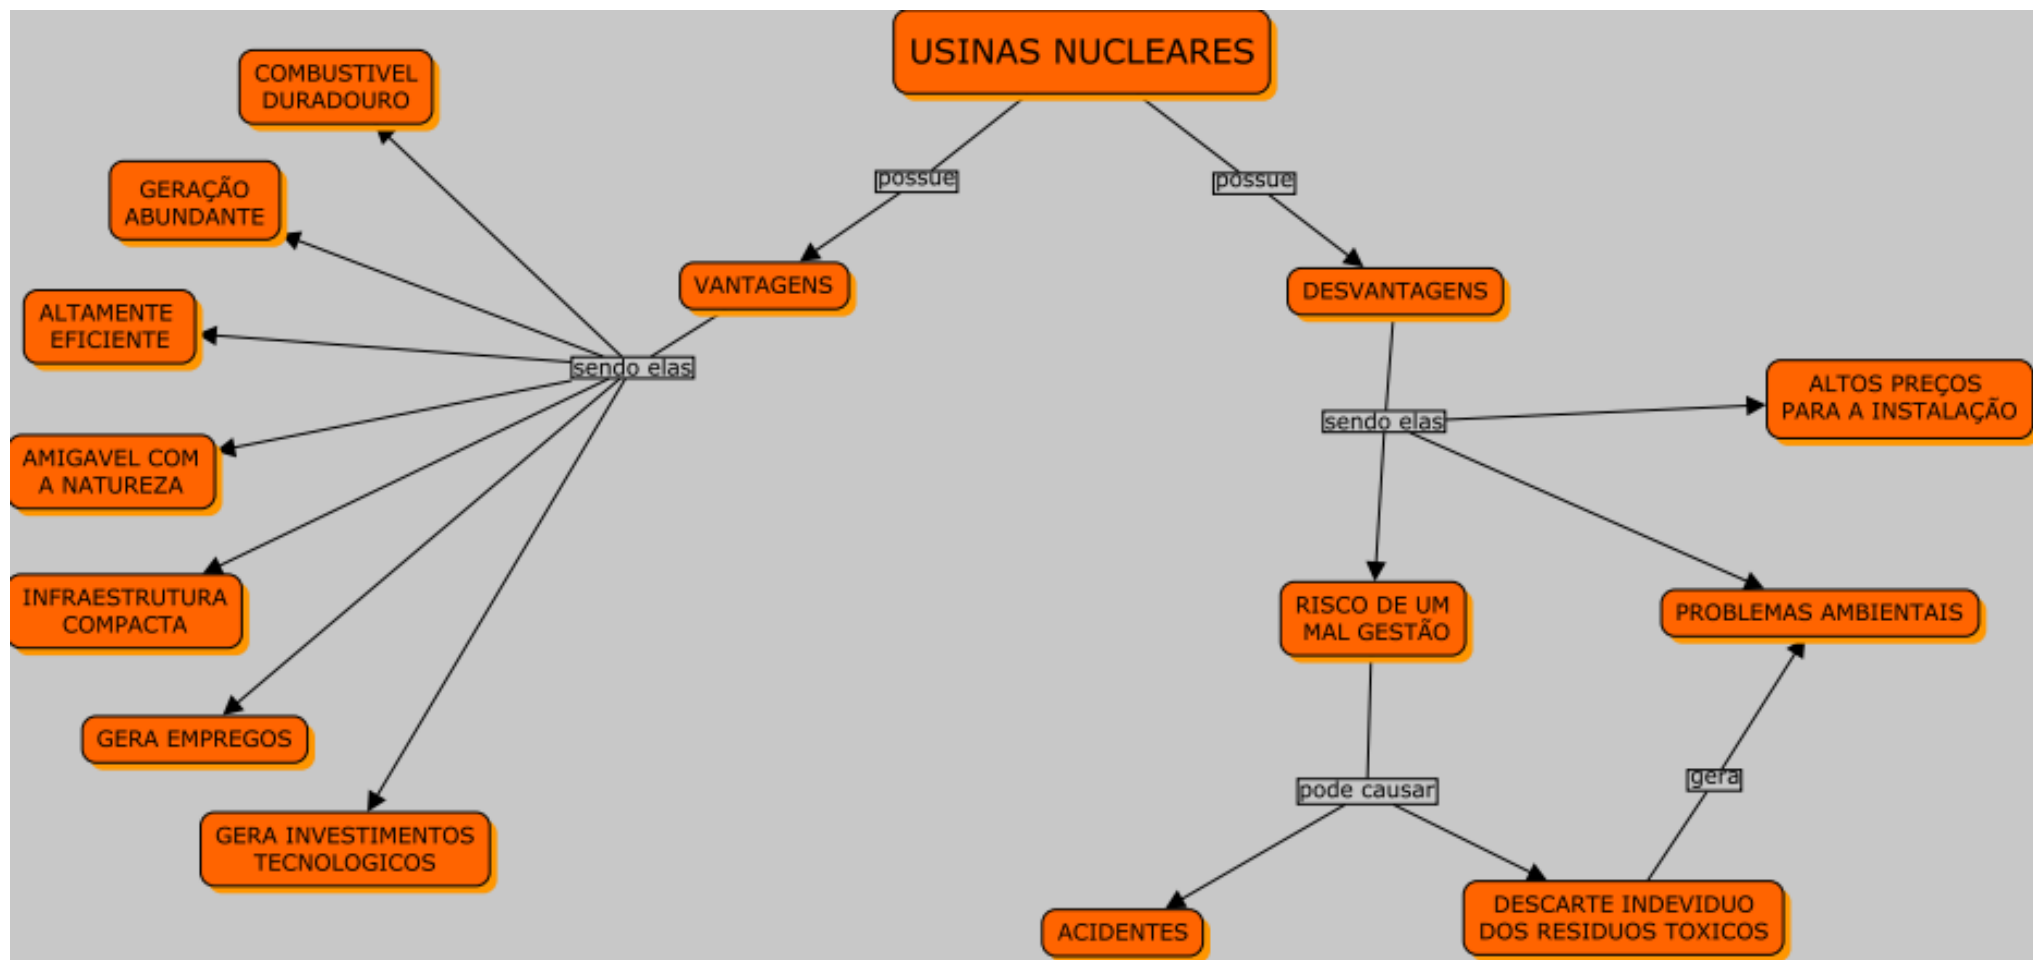 USINAS NUCLEARES
possue
possue
VANTAGENS
DESVANTAGENS
sendo elas
COMBUSTIVEL
DURADOURO
GERAÇÃO
ABUNDANTE
ALTAMENTE
EFICIENTE
AMIGAVEL COM
A NATUREZA
INFRAESTRUTURA
COMPACTA
GERA EMPREGOS
GERA INVESTIMENTOS
TECNOLOGICOS
sendo elas
ALTOS PREÇOS
PARA A INSTALAÇÃO
RISCO DE UM
MAL GESTÃO
PROBLEMAS AMBIENTAIS
pode causar
gera
ACIDENTES
DESCARTE INDEVIDUO
DOS RESIDUOS TOXICOS